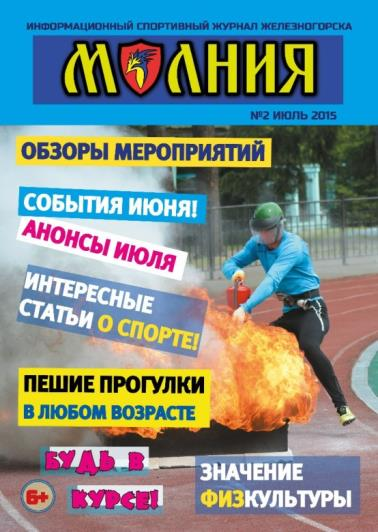 ИНФОРМАЦИОННЫЙ СПОРТИВНЫЙ ЖУРНАЛ ЖЕЛЕЗНОГОРСКА
МОЛНИЯ
№2 ИЮЛЬ 2015
ОБЗОРЫ МЕРОПРИЯТИЙ
СОБЫТИЯ ИЮНЯ!
АНОНСЫ ИЮЛЯ
ИНТЕРЕСНЫЕ
СТАТЬИ О СПОРТЕ!
ПЕШИЕ ПРОГУЛКИ
В ЛЮБОМ ВОЗРАСТЕ
БУДЬ В
КУРСЕ!
6+
ЗНАЧЕНИЕ
ФИЗКУЛЬТУРЫ